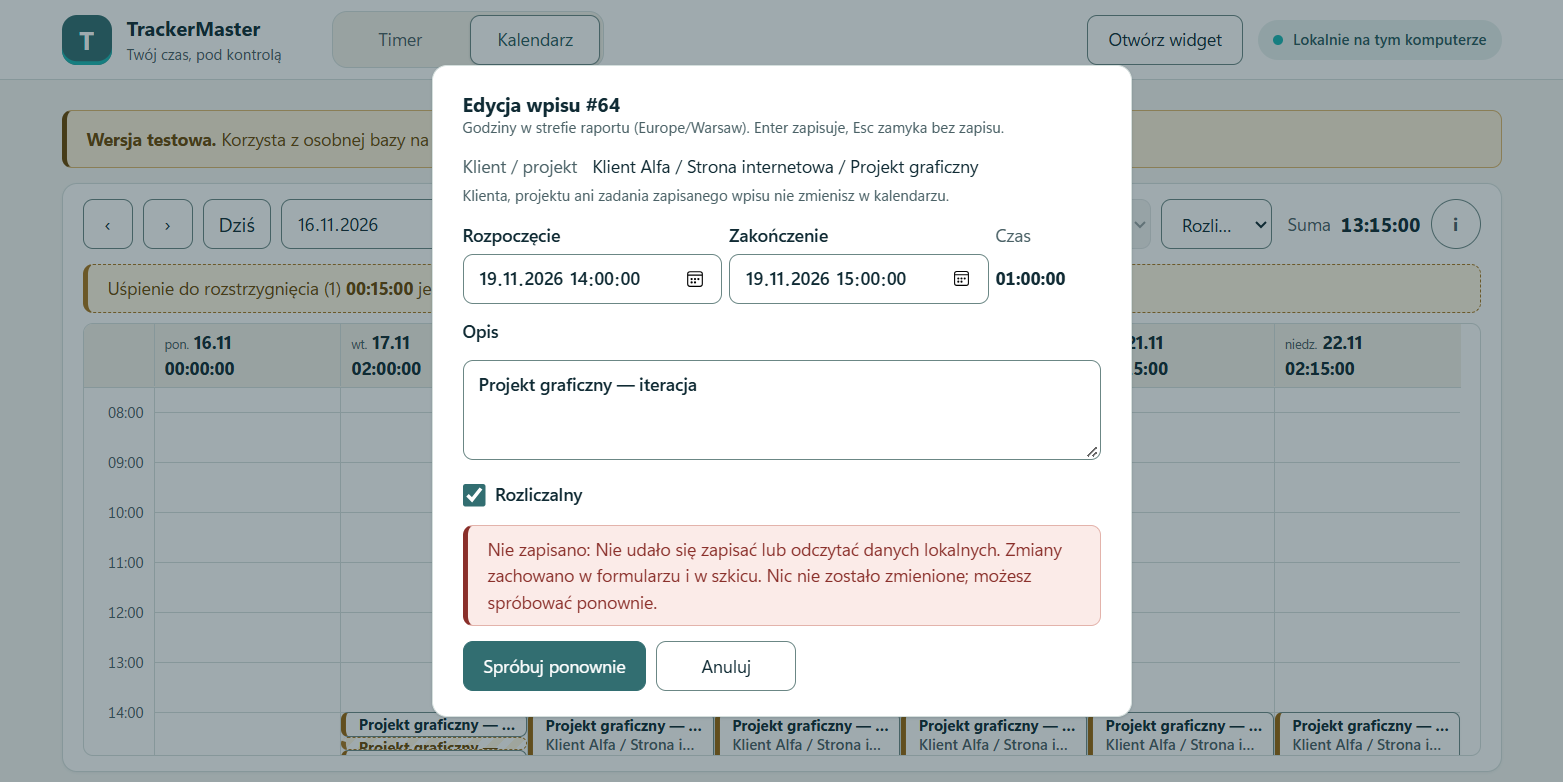 T
TrackerMaster
Twój czas, pod kontrolą
Timer
Kalendarz
Otwórz widget
Lokalnie na tym komputerze
Wersja testowa. Korzysta z osobnej bazy na
‹
›
Dziś
16.11.2026
Rozli...
Suma 13:15:00
i
Uśpienie do rozstrzygnięcia (1) 00:15:00 je
pon. 16.11
00:00:00
wt. 17.11
02:00:00
21.11
5:00
niedz. 22.11
02:15:00
08:00
09:00
10:00
11:00
12:00
13:00
14:00
Edycja wpisu #64
Godziny w strefie raportu (Europe/Warsaw). Enter zapisuje, Esc zamyka bez zapisu.
Klient / projekt Klient Alfa / Strona internetowa / Projekt graficzny
Klienta, projektu ani zadania zapisanego wpisu nie zmienisz w kalendarzu.
Rozpoczęcie Zakończenie Czas
19.11.2026 14:00:00 19.11.2026 15:00:00 01:00:00
Opis
Projekt graficzny — iteracja
Rozliczalny
Nie zapisano: Nie udało się zapisać lub odczytać danych lokalnych. Zmiany
zachowano w formularzu i w szkicu. Nic nie zostało zmienione; możesz
spróbować ponownie.
Spróbuj ponownie
Anuluj
Projekt graficzny — ...
Projekt graficzny — ...
Projekt graficzny — ...
Klient Alfa / Strona i...
Projekt graficzny — ...
Klient Alfa / Strona i...
Projekt graficzny — ...
Klient Alfa / Strona i...
Projekt graficzny — ...
Klient Alfa / Strona i...
Projekt graficzny — ...
Klient Alfa / Strona i...